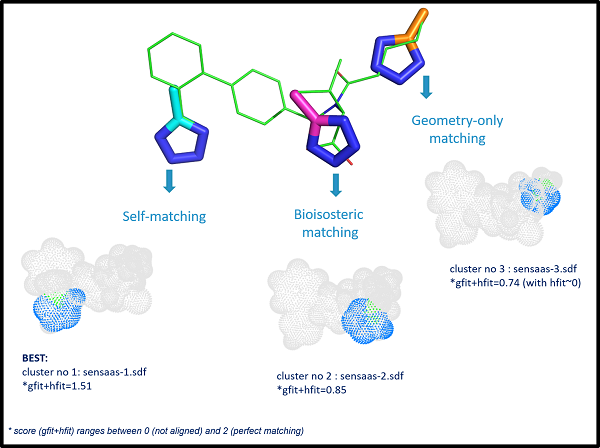 Geometry-only
matching
Self-matching
Bioisosteric
matching
cluster no 3 : sensaas-3.sdf
*gfit+hfit=0.74 (with hfit~0)
BEST:
cluster no 1: sensaas-1.sdf
*gfit+hfit=1.51
cluster no 2 : sensaas-2.sdf
*gfit+hfit=0.85
* score (gfit+hfit) ranges between 0 (not aligned) and 2 (perfect matching)